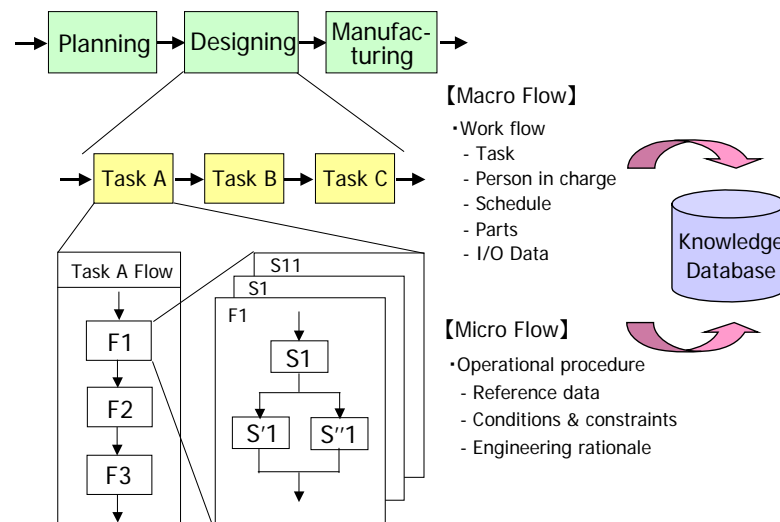 Planning
Designing
Manufac-
turing
【Macro Flow】
・Work flow
- Task
- Person in charge
- Schedule
- Parts
- I/O Data
Task A
Task B
Task C
Knowledge
Database
Task A Flow
F1
F2
F3
S11
S1
F1
S1
S'1
S''1
【Micro Flow】
・Operational procedure
- Reference data
- Conditions & constraints
- Engineering rationale